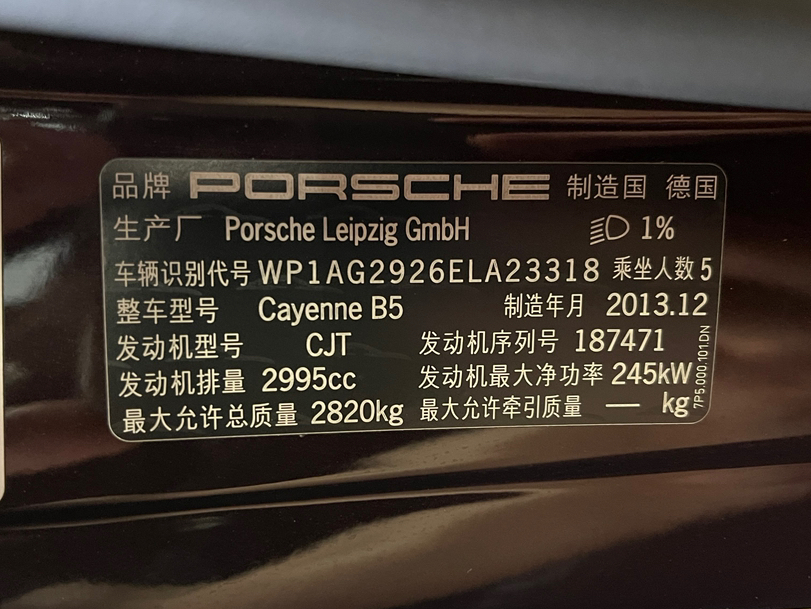 品牌 PORSCHE 制造国 德国
生产厂 Porsche Leipzig GmbH 1%
车辆识别代号 WP1AG2926ELA23318 乘坐人数 5
整车型号 Cayenne B5 制造年月 2013.12
发动机型号 CJT 发动机序列号 187471
发动机排量 2995cc 发动机最大净功率 245kW
最大允许总质量 2820kg 最大允许牵引质量 — kg
7P5.000.101.DN